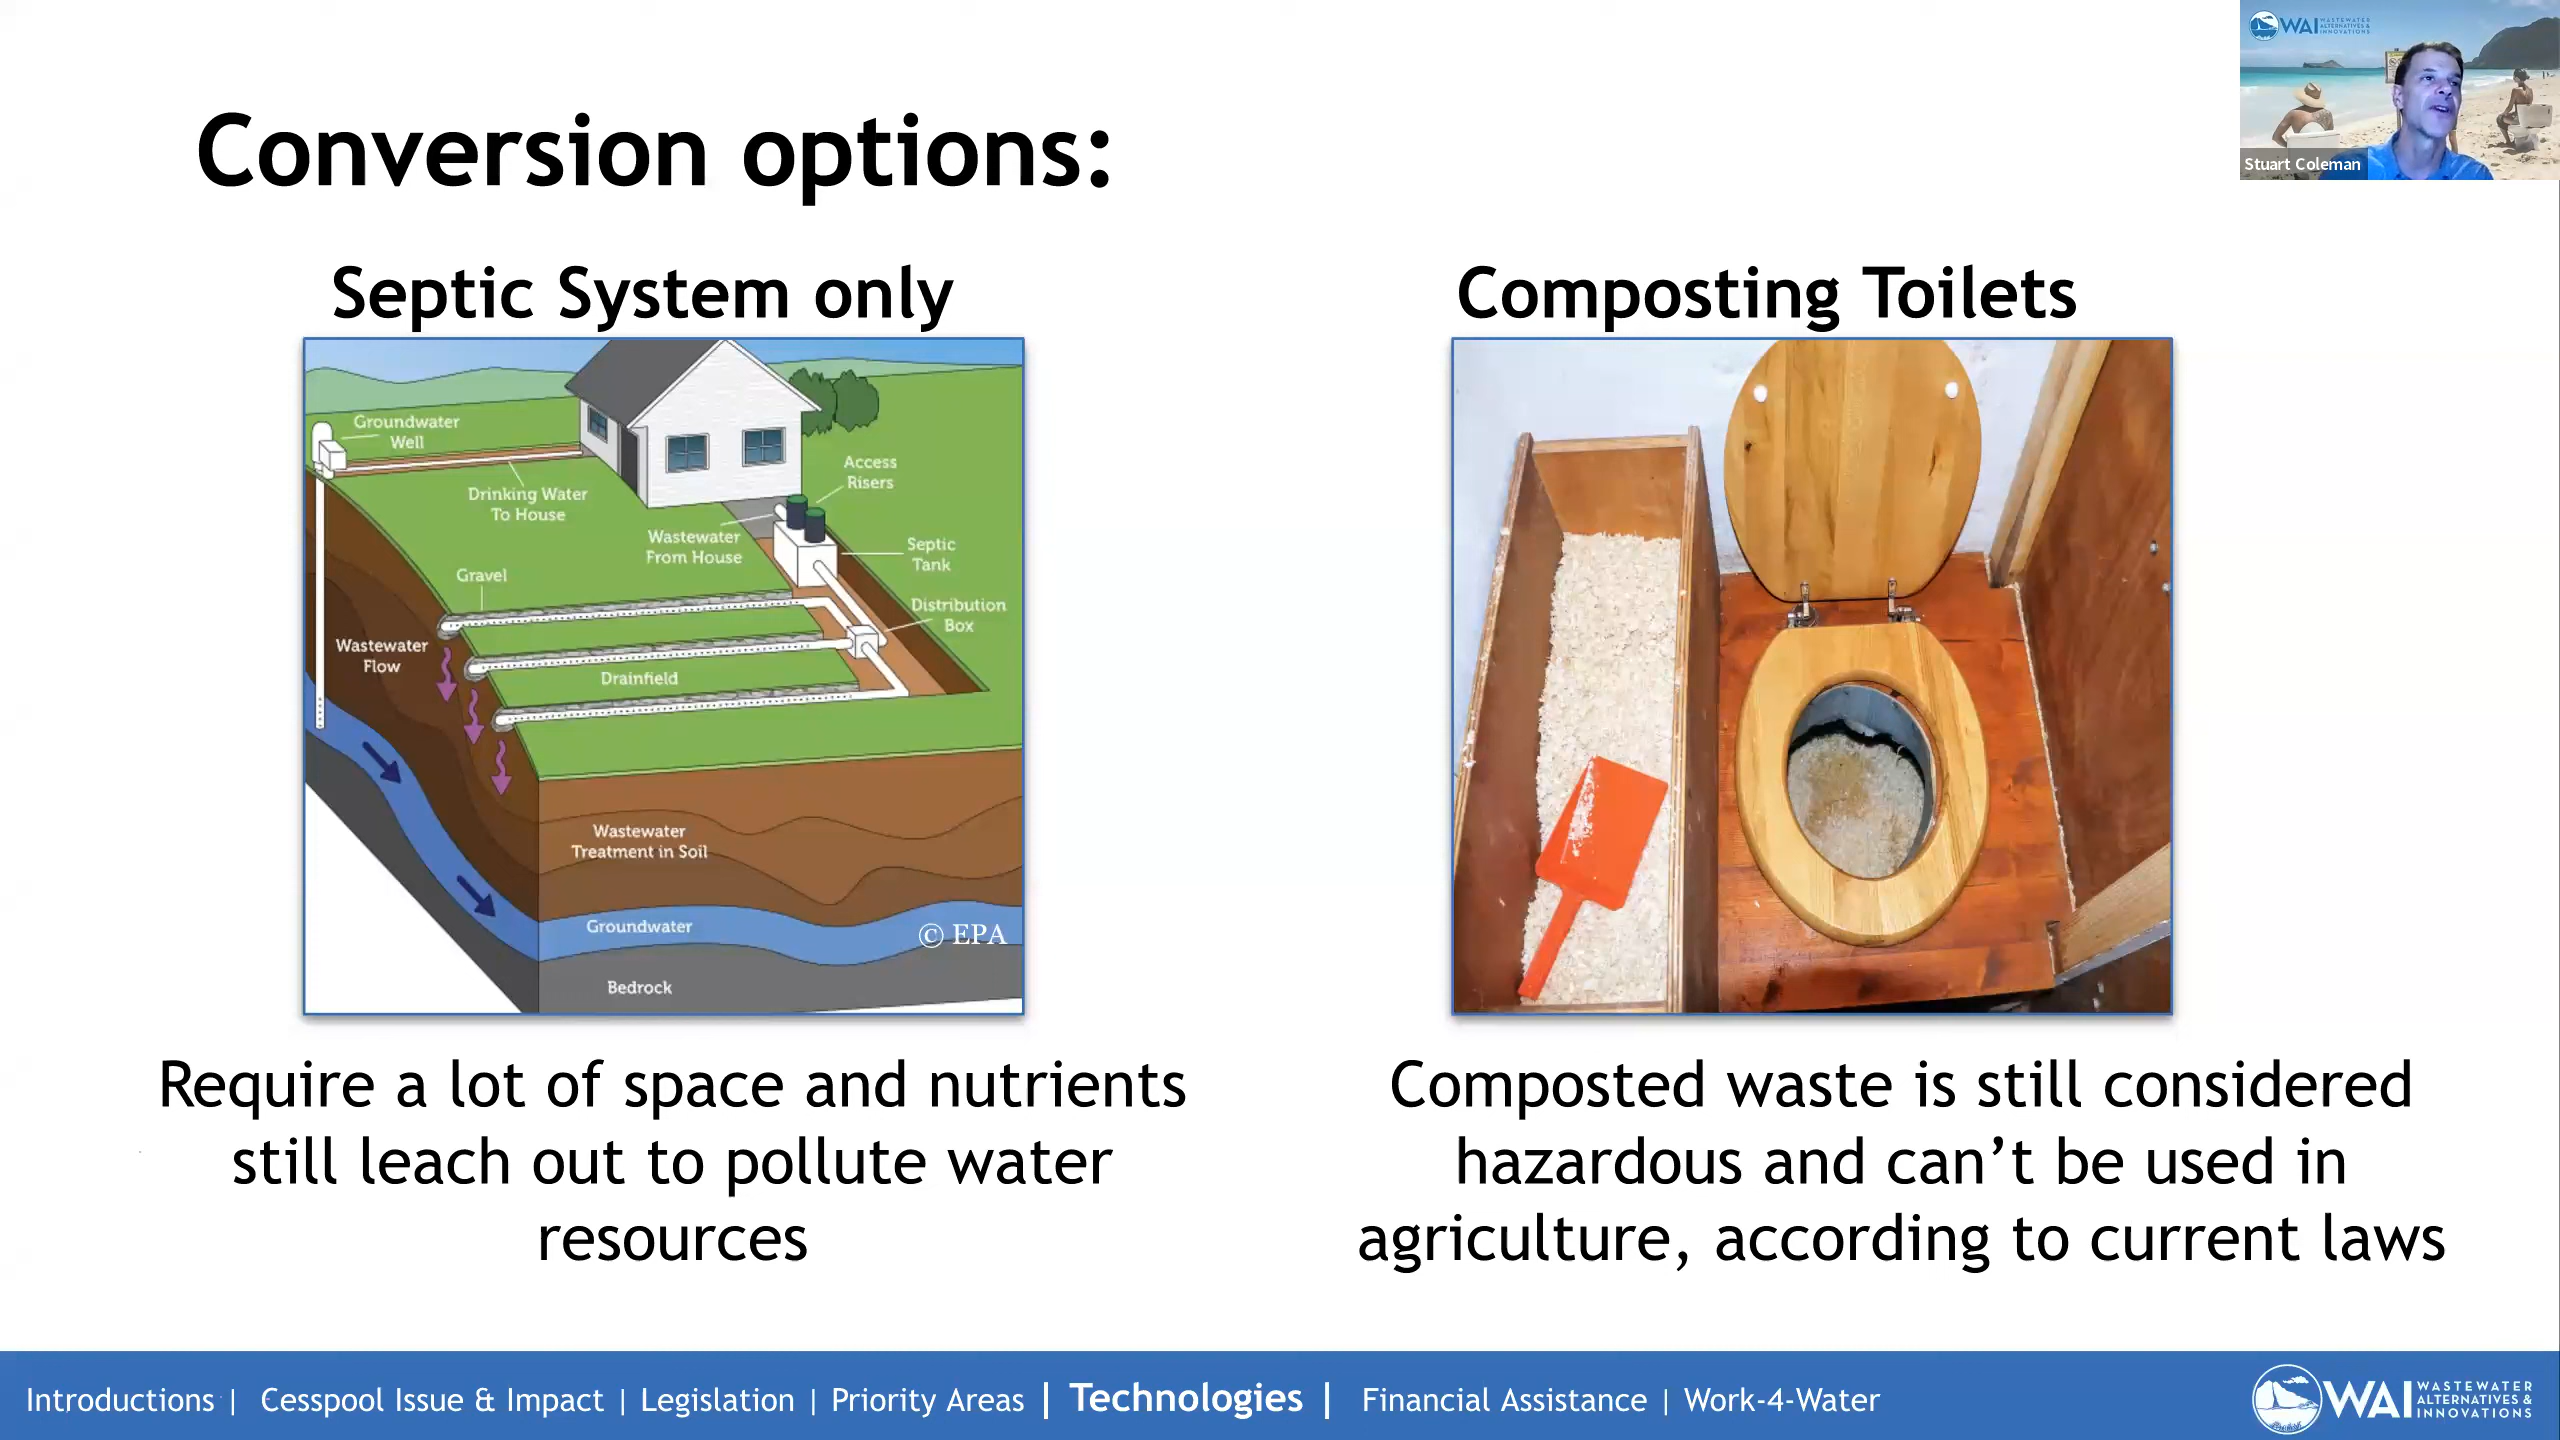 WAI WASTEWATER
ALTERNATIVES &
INNOVATIONS
Stuart Coleman
Conversion options:
Septic System only
Groundwater
Well
Drinking Water
To House
Access
Risers
Wastewater
From House
Septic
Tank
Gravel
Distribution
Box
Wastewater
Flow
Drainfield
Wastewater
Treatment in Soil
Groundwater
© EPA
Bedrock
Require a lot of space and nutrients
still leach out to pollute water
resources
Composting Toilets
Composted waste is still considered
hazardous and can’t be used in
agriculture, according to current laws
Introductions | Cesspool Issue & Impact | Legislation | Priority Areas | Technologies | Financial Assistance | Work-4-Water
WAI WASTEWATER
ALTERNATIVES &
INNOVATIONS